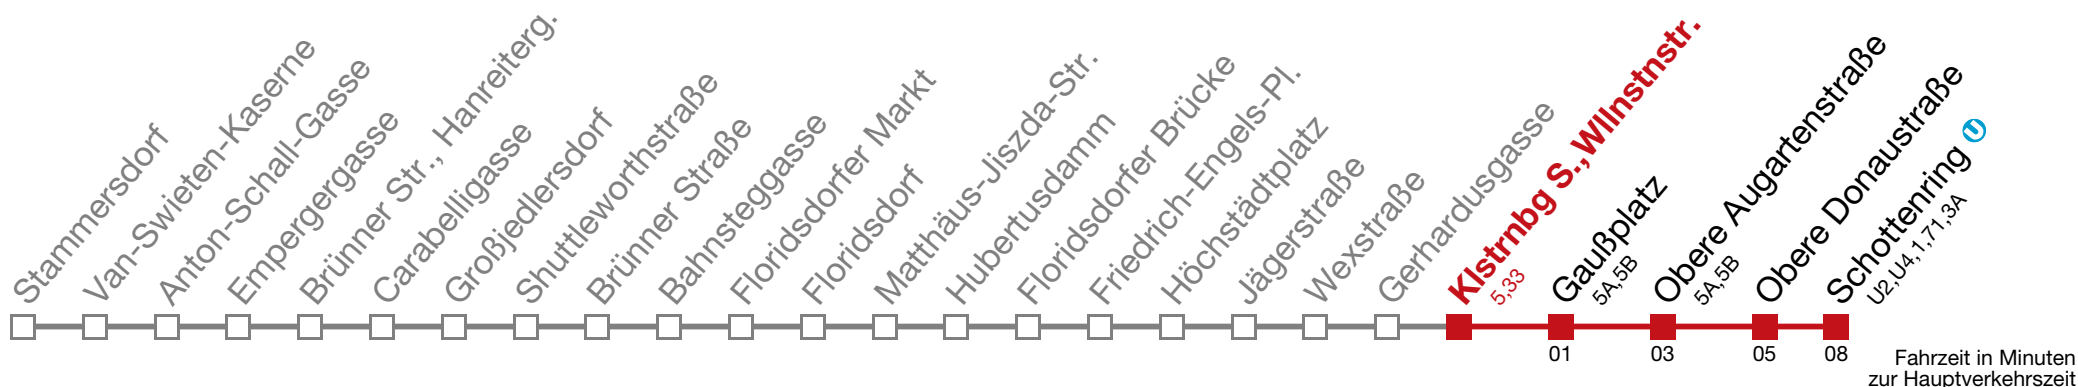 Stammersdorf
Van-Swieten-Kaserne
Anton-Schall-Gasse
Empergergasse
Brünner Str., Hanreiterg.
Carabelligasse
Großjedlersdorf
Shuttleworthstraße
Brünner Straße
Bahnsteggasse
Floridsdorfer Markt
Floridsdorf
Matthäus-Jiszda-Str.
Hubertusdamm
Floridsdorfer Brücke
Friedrich-Engels-Pl.
Höchstädtplatz
Jägerstraße
Wexstraße
Gerhardusgasse
Klstrnbg S.,Wllnstnstr.
5,33
Gaußplatz
5A,5B
01
Obere Augartenstraße
5A,5B
03
Obere Donaustraße
05
Schottenring U
U2,U4,1,71,3A
08
Fahrzeit in Minuten
zur Hauptverkehrszeit